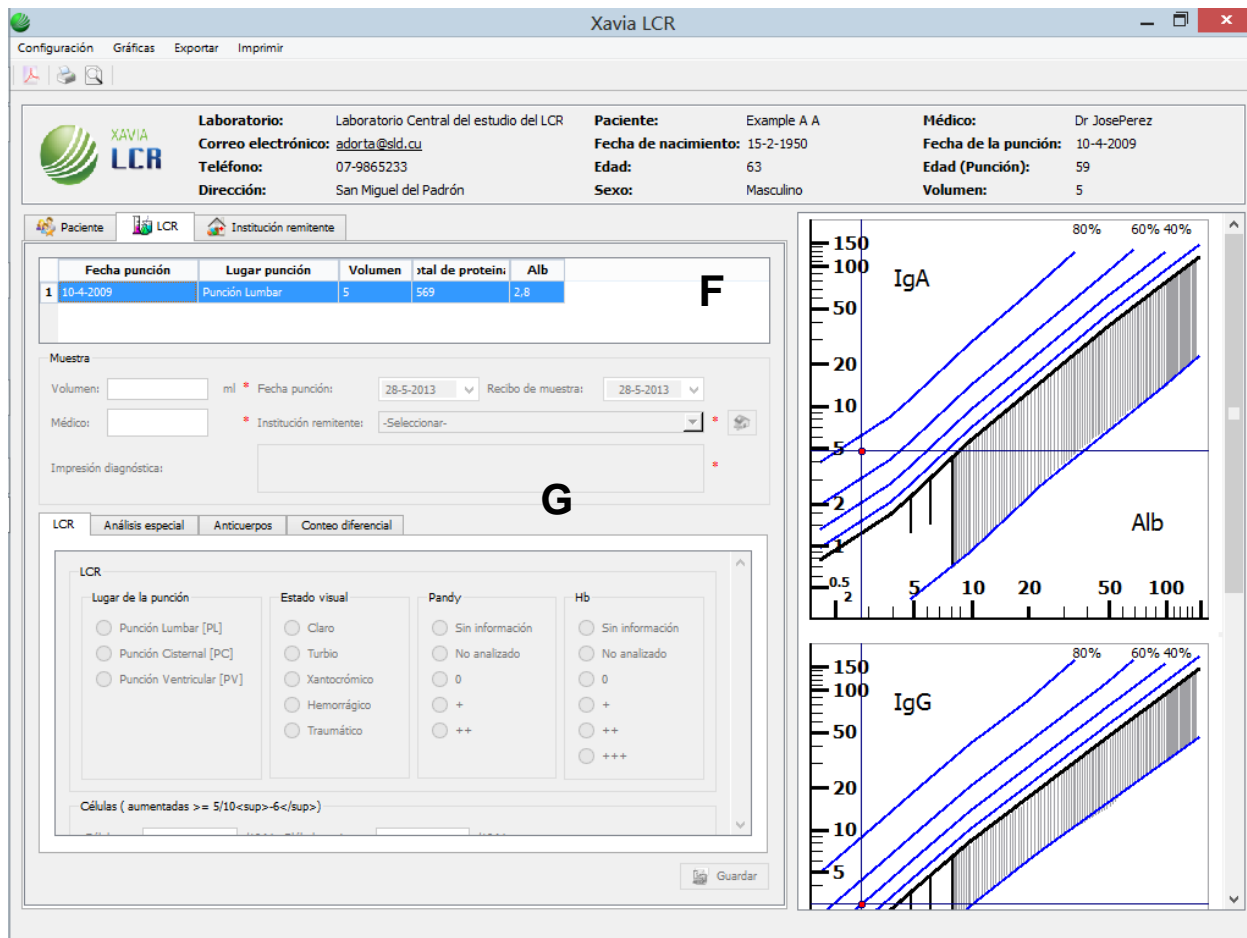 Xavia LCR
Configuración Gráficas Exportar Imprimir
XAVIA
LCR
Laboratorio: Laboratorio Central del estudio del LCR Paciente: Example A A Médico: Dr JosePerez
Correo electrónico: adorta@sld.cu Fecha de nacimiento: 15-2-1950 Fecha de la punción: 10-4-2009
Teléfono: 07-9865233 Edad: 63 Edad (Punción): 59
Dirección: San Miguel del Padrón Sexo: Masculino Volumen: 5
Paciente LCR Institución remitente
Fecha punción Lugar punción Volumen Alb
1 10-4-2009 Punción Lumbar 5 569 2,8
F
Muestra
Volumen: ml * Fecha punción: 28-5-2013 Recibo de muestra: 28-5-2013
Médico: * Institución remitente: -Seleccionar- *
Impresión diagnóstica: *
G
LCR Análisis especial Anticuerpos Conteo diferencial
LCR
Lugar de la punción Estado visual Pandy Hb
Punción Lumbar [PL] Claro Sin información Sin información
Punción Cisternal [PC] Turbio No analizado No analizado
Punción Ventricular [PV] Xantocrómico 0 0
Hemorrágico + +
Traumático ++ ++
+++
Células ( aumentadas >= 5/10<sup>-6</sup>)
Guardar
80% 60% 40%
150
100
IgA
50
20
10
5
2
Alb
1
0.5
2 5 10 20 50 100
80% 60% 40%
150
100
IgG
50
20
10
5